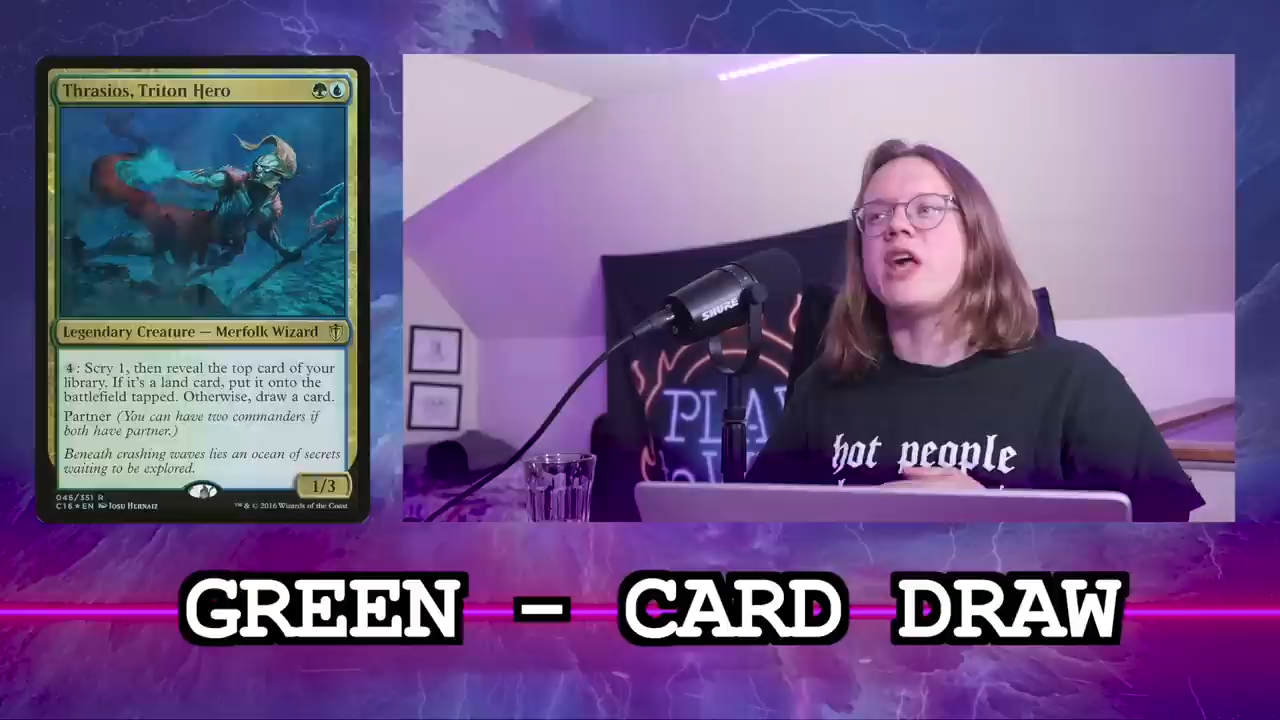 Thrasios, Triton Hero
Legendary Creature — Merfolk Wizard
4: Scry 1, then reveal the top card of your
library. If it's a land card, put it onto the
battlefield tapped. Otherwise, draw a card.
Partner (You can have two commanders if
both have partner.)
Beneath crashing waves lies an ocean of secrets
waiting to be explored.
1/3
046/351 R
C16 ★ EN Josu Hernaiz
™ & © 2016 Wizards of the Coast
SHURE
PLAY
hot people
GREEN – CARD DRAW